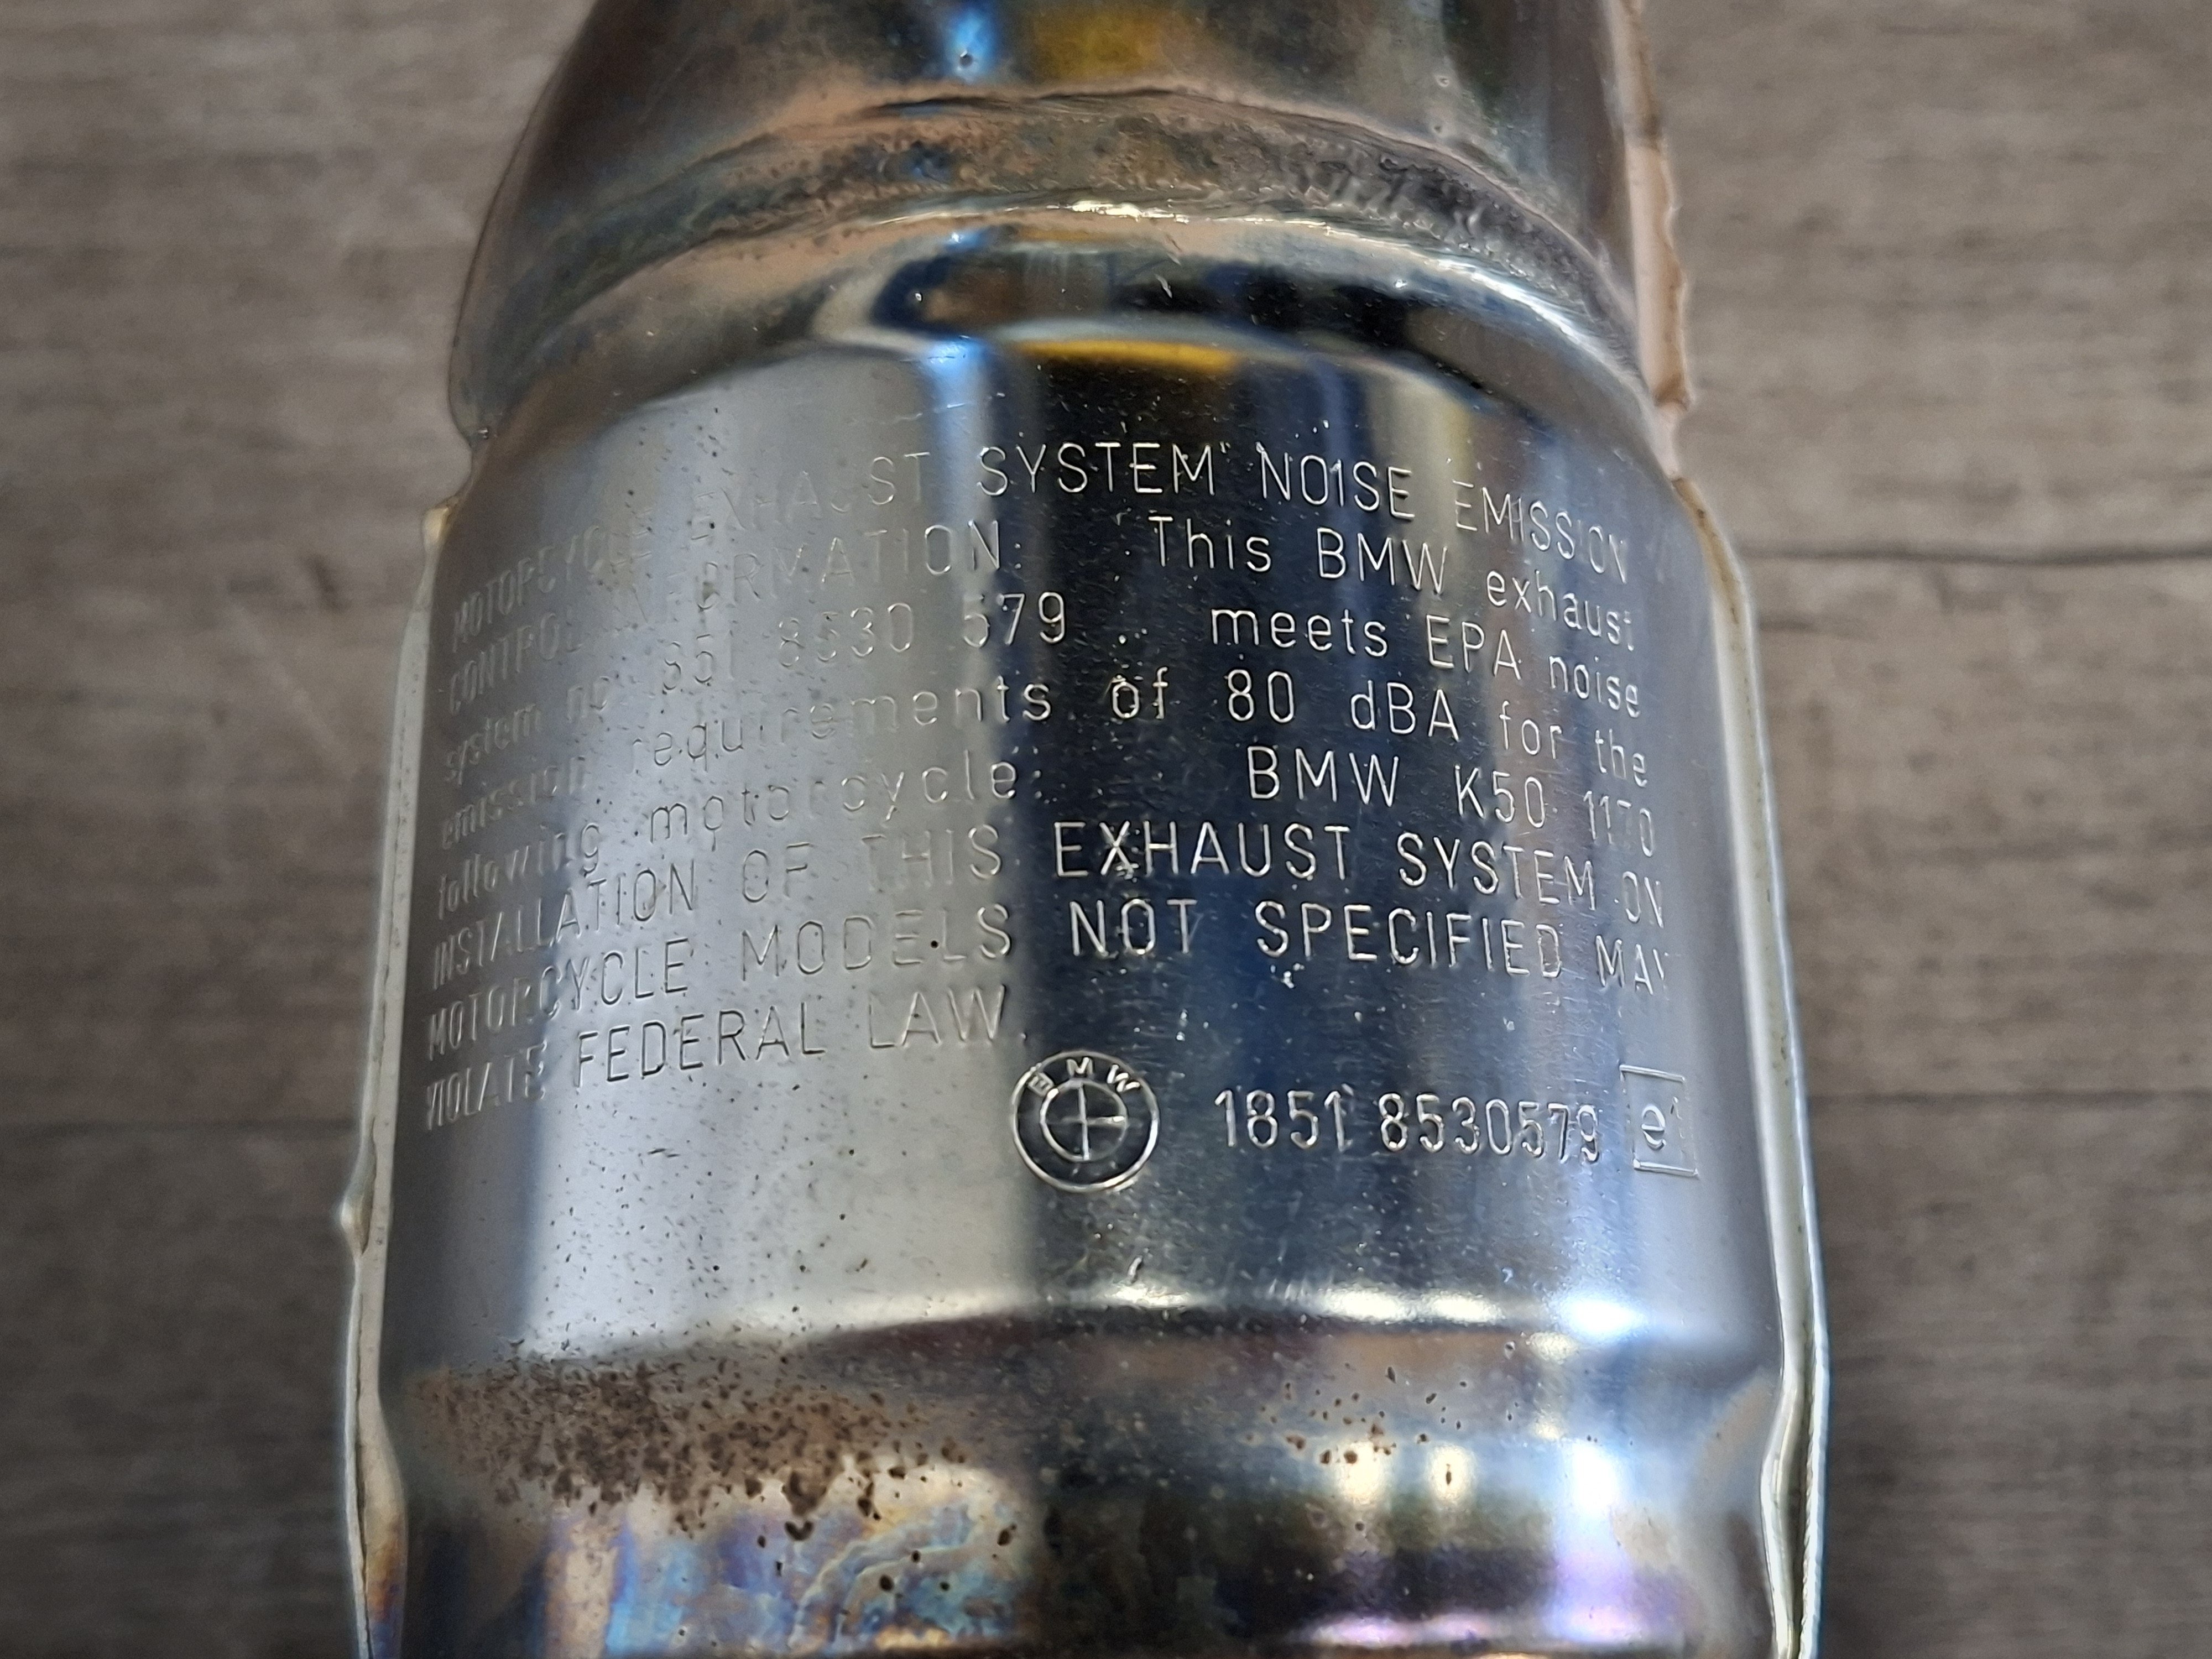 MOTORCYCLE EXHAUST SYSTEM NOISE EMISSION
CONTROL INFORMATION: This BMW exhaust
system no 851 8530 579 meets EPA noise
emission requirements of 80 dBA for the
following motorcycle: BMW K50 1170
INSTALLATION OF THIS EXHAUST SYSTEM ON
MOTORCYCLE MODELS NOT SPECIFIED MAY
VIOLATE FEDERAL LAW.
BMW 1851 8530579 e1